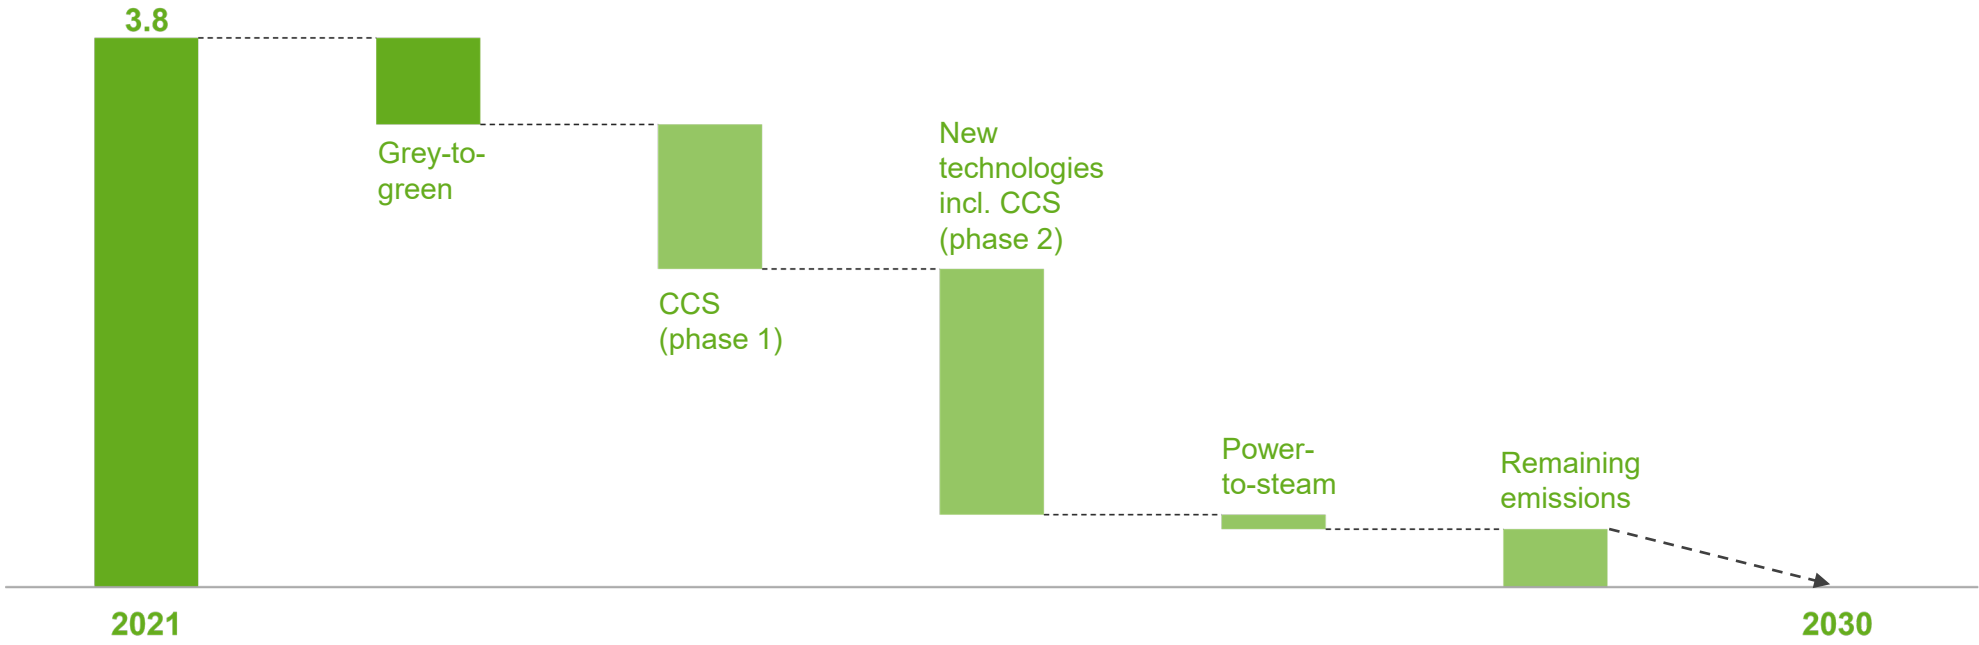 3.8
Grey-to-
green
CCS
(phase 1)
New
technologies
incl. CCS
(phase 2)
Power-
to-steam
Remaining
emissions
2021
2030